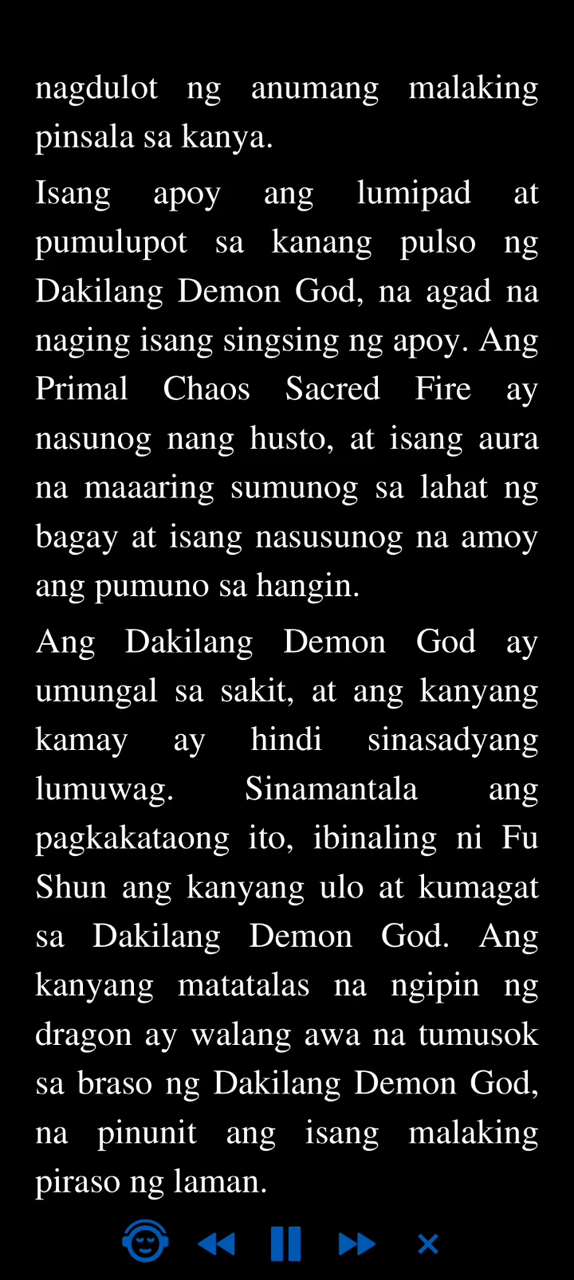 nagdulot ng anumang malaking
pinsala sa kanya.
Isang apoy ang lumipad at
pumulupot sa kanang pulso ng
Dakilang Demon God, na agad na
naging isang singsing ng apoy. Ang
Primal Chaos Sacred Fire ay
nasunog nang husto, at isang aura
na maaaring sumunog sa lahat ng
bagay at isang nasusunog na amoy
ang pumuno sa hangin.
Ang Dakilang Demon God ay
umungal sa sakit, at ang kanyang
kamay ay hindi sinasadyang
lumuwag. Sinamantala ang
pagkakataong ito, ibinaling ni Fu
Shun ang kanyang ulo at kumagat
sa Dakilang Demon God. Ang
kanyang matatalas na ngipin ng
dragon ay walang awa na tumusok
sa braso ng Dakilang Demon God,
na pinunit ang isang malaking
piraso ng laman.